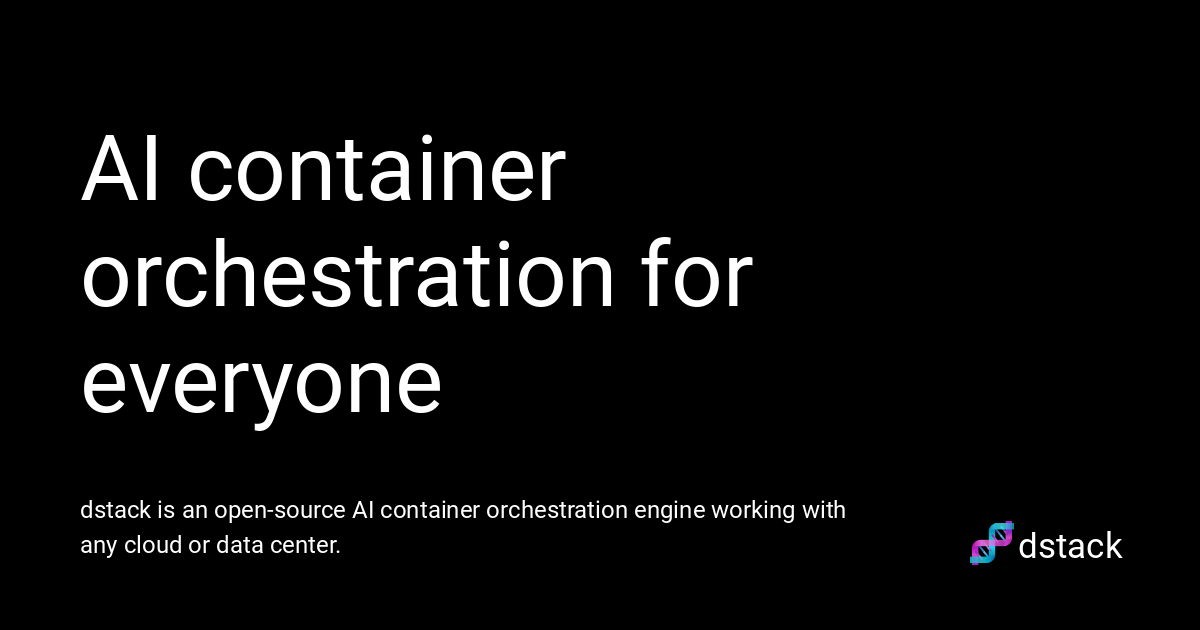 AI container
orchestration for
everyone
dstack is an open-source AI container orchestration engine working with
any cloud or data center.
dstack